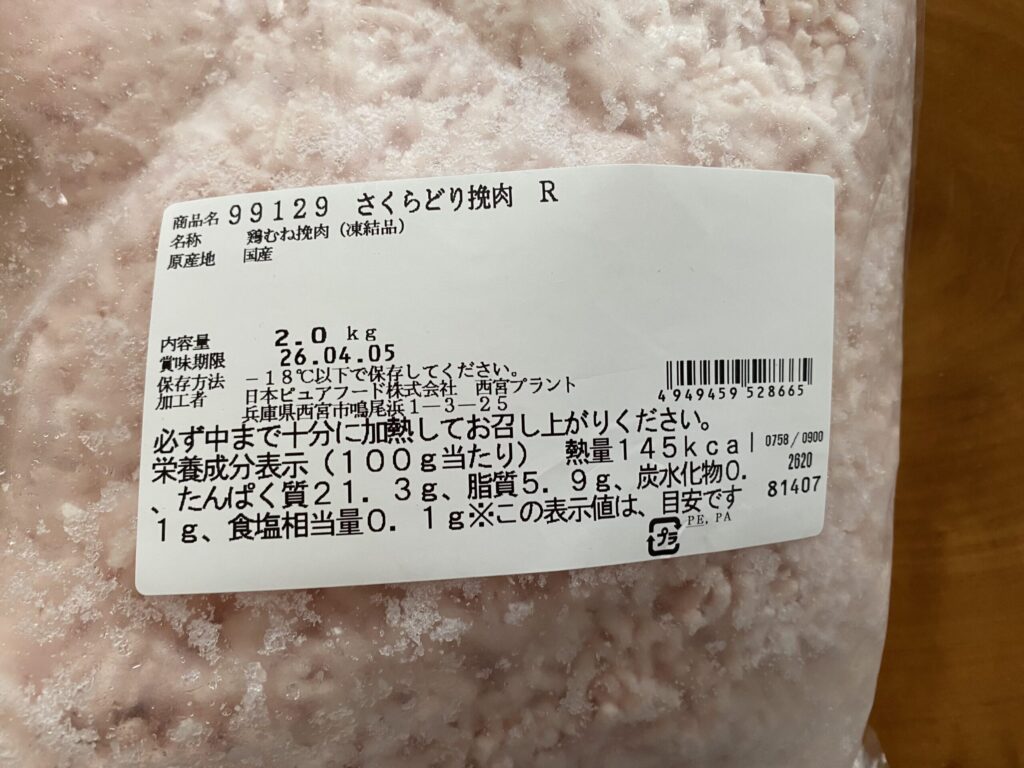 商品名 99129 さくらどり挽肉 R
名称 鶏むね挽肉(凍結品)
原産地 国産
内容量 2.0 kg
賞味期限 26.04.05
保存方法 -18℃以下で保存してください。
加工者 日本ピュアフード株式会社 西宮プラント
兵庫県西宮市鳴尾浜1-3-25
4949459 528665
必ず中まで十分に加熱してお召し上がりください。
栄養成分表示(100g当たり) 熱量145kcal
、たんぱく質21.3g、脂質5.9g、炭水化物0.
1g、食塩相当量0.1g※この表示値は、目安です
0758/0900
2620
81407
プラ
PE, PA